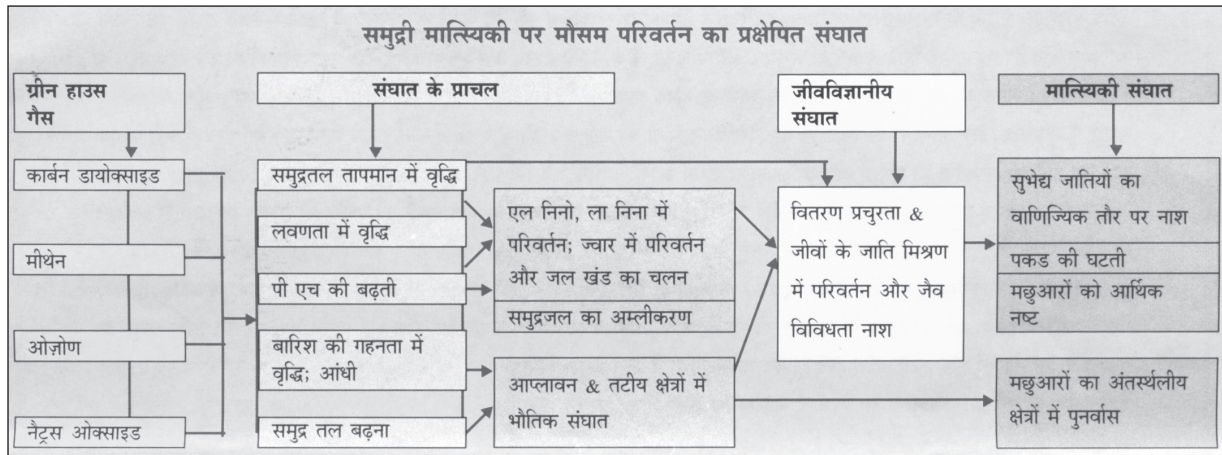 समुद्री मात्स्यिकी पर मौसम परिवर्तन का प्रक्षेपित संघात
ग्रीन हाउस
गैस
कार्बन डायोक्साइड
मीथेन
ओज़ोण
नैट्रस ओक्साइड
संघात के प्राचल
समुद्रतल तापमान में वृद्धि
लवणता में वृद्धि
पी एच की बढ़ती
बारिश की गहनता में
वृद्धि; आंधी
समुद्र तल बढ़ना
एल निनो, ला निना में
परिवर्तन; ज्वार में परिवर्तन
और जल खंड का चलन
समुद्रजल का अम्लीकरण
आप्लावन & तटीय क्षेत्रों में
भौतिक संघात
जीवविज्ञानीय
संघात
वितरण प्रचुरता &
जीवों के जाति मिश्रण
में परिवर्तन और जैव
विविधता नाश
मात्स्यिकी संघात
सुभेद्य जातियों का
वाणिज्यिक तौर पर नाश
पकड की घटती
मछुआरों को आर्थिक
नष्ट
मछुआरों का अंतर्स्थलीय
क्षेत्रों में पुनर्वास